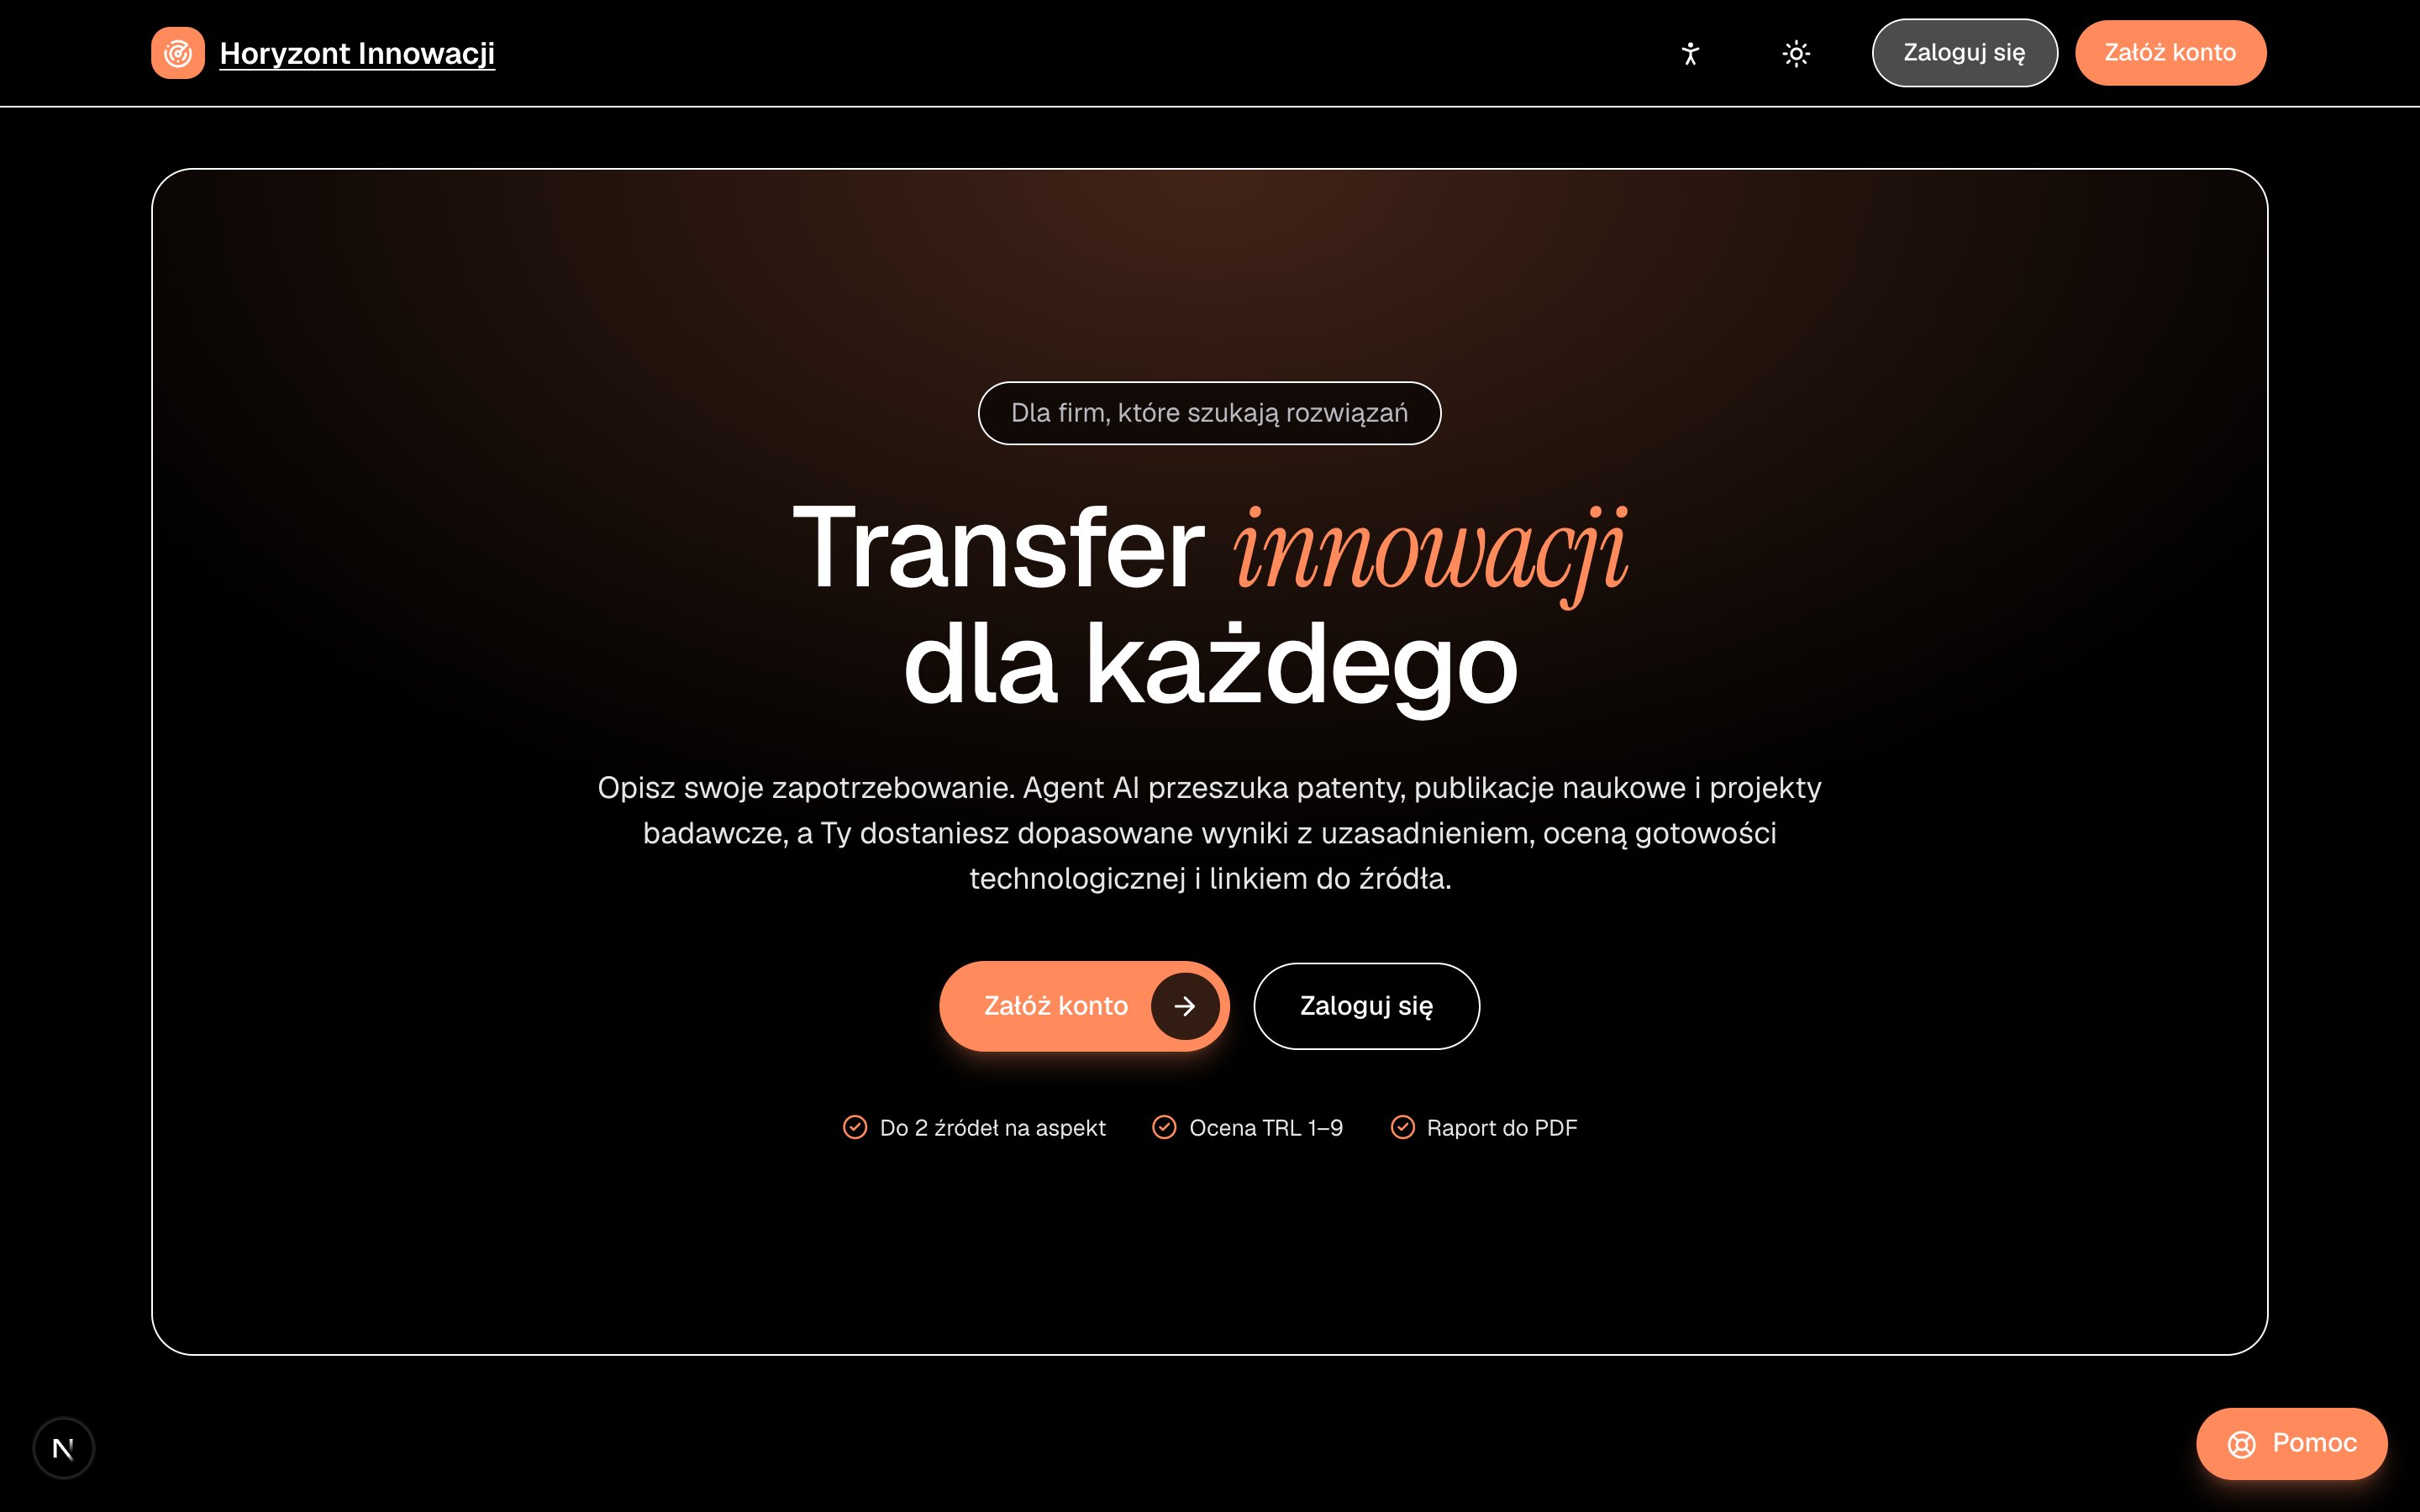 Horyzont Innowacji
Zaloguj się
Załóż konto
Dla firm, które szukają rozwiązań
Transfer innowacji
dla każdego
Opisz swoje zapotrzebowanie. Agent AI przeszuka patenty, publikacje naukowe i projekty
badawcze, a Ty dostaniesz dopasowane wyniki z uzasadnieniem, oceną gotowości
technologicznej i linkiem do źródła.
Załóż konto
Zaloguj się
Do 2 źródeł na aspekt
Ocena TRL 1–9
Raport do PDF
N
Pomoc